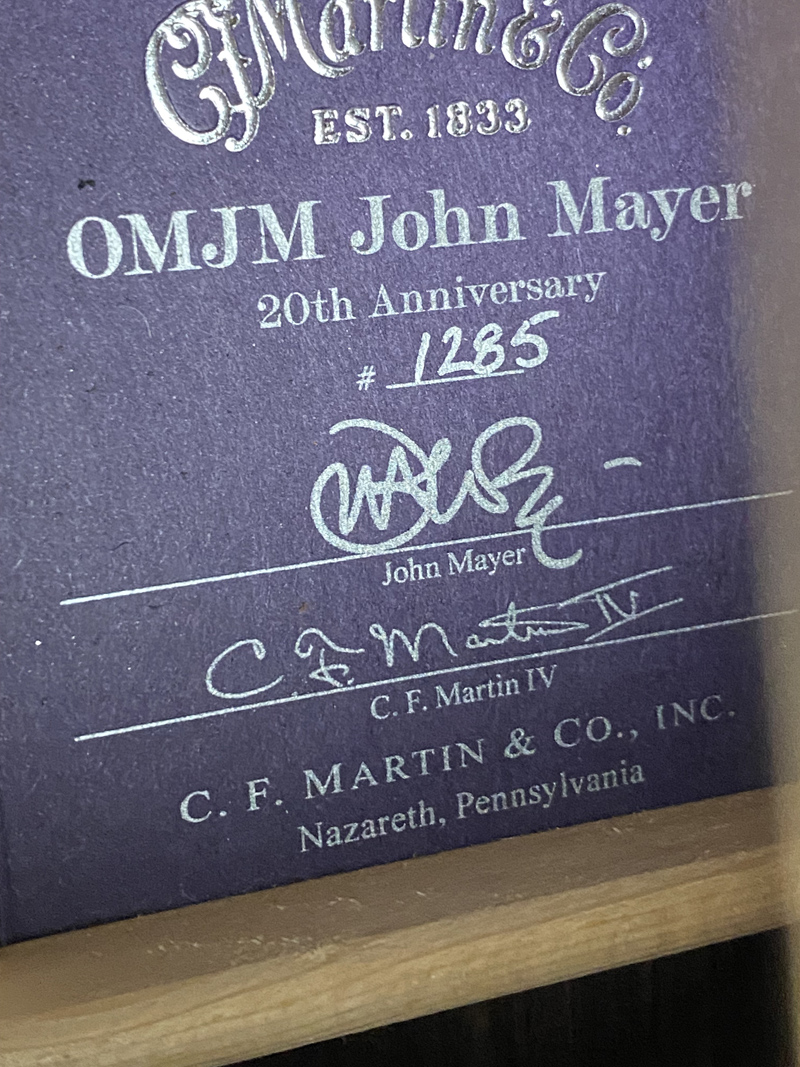 CF Martin & Co.
EST. 1833
OMJM John Mayer
20th Anniversary
# 1285
John Mayer
C. F. Martin IV
C. F. Martin IV
C. F. MARTIN & CO., INC.
Nazareth, Pennsylvania